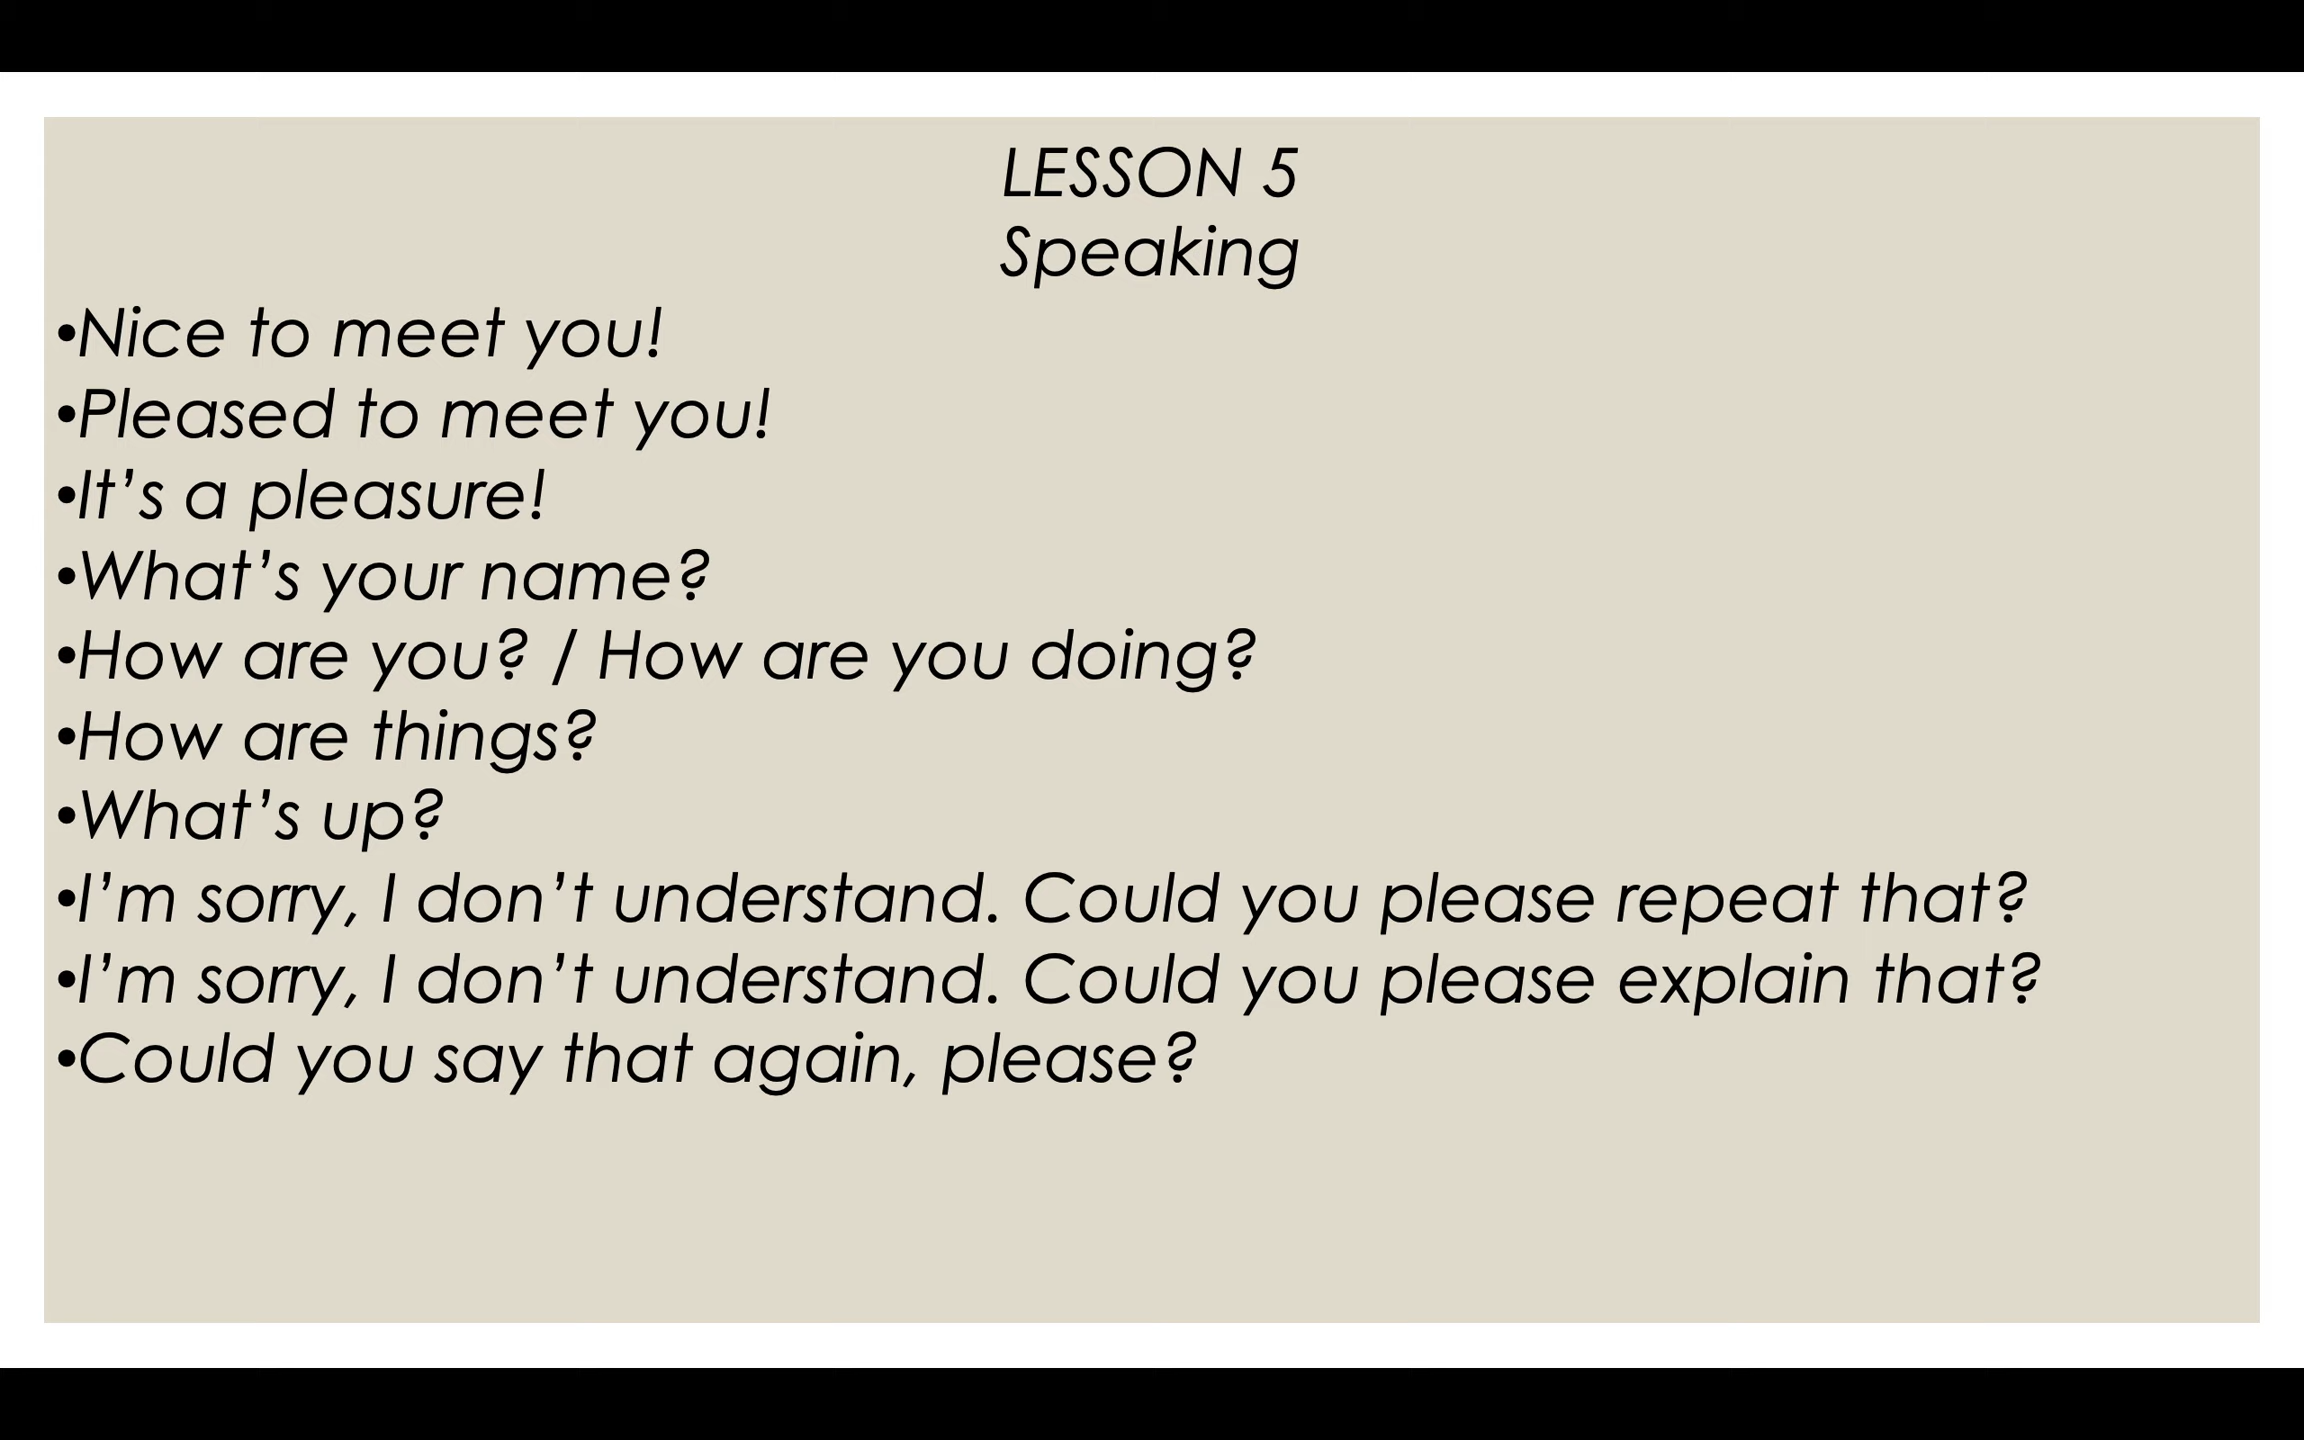 LESSON 5
Speaking
•Nice to meet you!
•Pleased to meet you!
•It’s a pleasure!
•What’s your name?
•How are you? / How are you doing?
•How are things?
•What’s up?
•I’m sorry, I don’t understand. Could you please repeat that?
•I’m sorry, I don’t understand. Could you please explain that?
•Could you say that again, please?